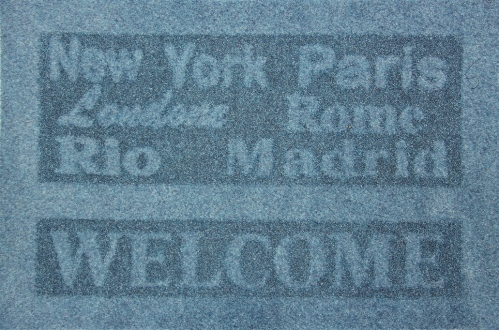 New York Paris
London Rome
Rio Madrid
WELCOME